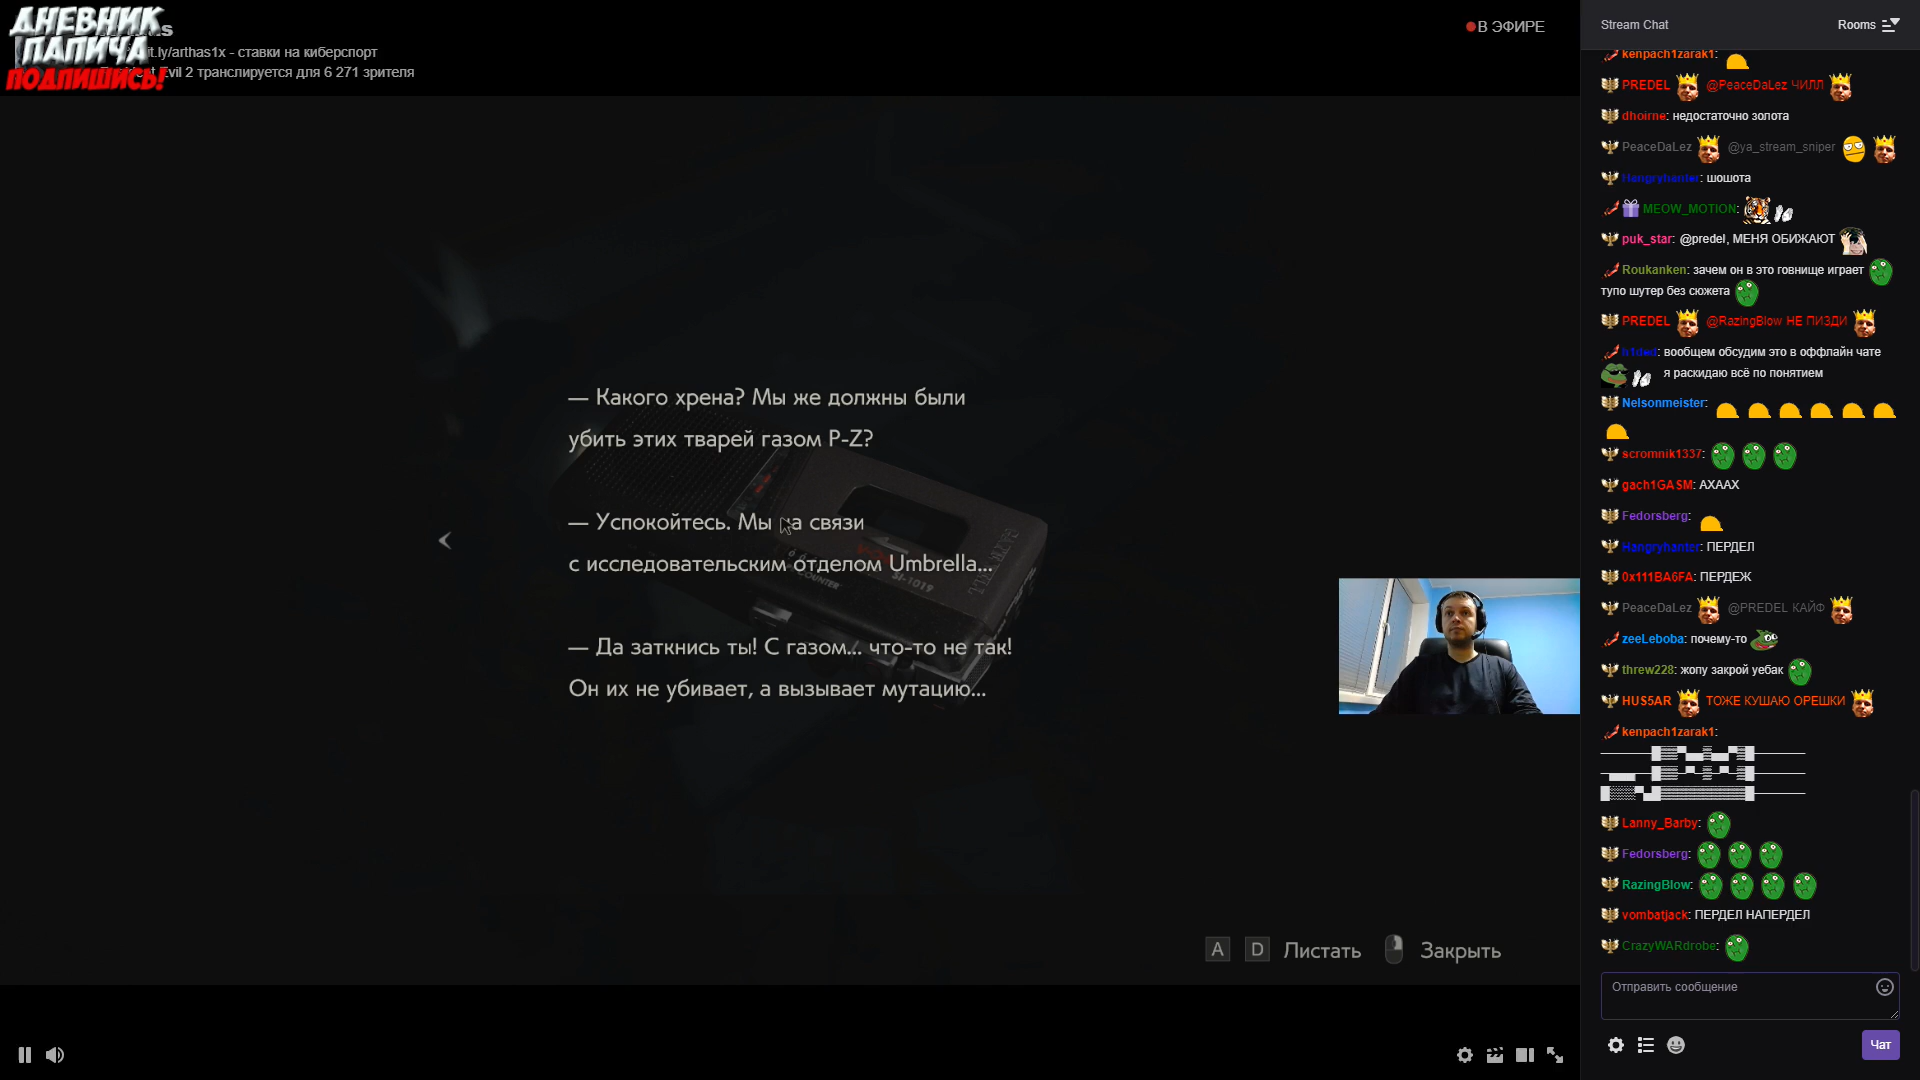 ДНЕВНИК
ПАПИЧА
ПОДПИШИСЬ!
it.ly/arthas1x - ставки на киберспорт
Evil 2 транслируется для 6 271 зрителя
В ЭФИРЕ
— Какого хрена? Мы же должны были
убить этих тварей газом P-Z?
— Успокойтесь. Мы на связи
с исследовательским отделом Umbrella...
— Да заткнись ты! С газом... что-то не так!
Он их не убивает, а вызывает мутацию...
COUNTER
SI-1019
A D Листать Закрыть
Stream Chat
Rooms
kenpach1zarak1:
PREDEL @PeaceDaLez ЧИЛЛ
dhoirne: недостаточно золота
PeaceDaLez @ya_stream_sniper
Hangryhanter: шошота
MEOW_MOTION:
puk_star: @predel, МЕНЯ ОБИЖАЮТ
Roukanken: зачем он в это говнище играет
тупо шутер без сюжета
PREDEL @RazingBlow НЕ ПИЗДИ
h1ded: вообщем обсудим это в оффлайн чате
я раскидаю всё по понятием
Nelsonmeister:
scromnik1337:
gach1GASM: АХААХ
Fedorsberg:
Hangryhanter: ПЕРДЕЛ
0x111BA6FA: ПЕРДЕЖ
PeaceDaLez @PREDEL КАЙФ
zeeLeboba: почему-то
threw228: жопу закрой уебак
HUS5AR ТОЖЕ КУШАЮ ОРЕШКИ
kenpach1zarak1:
Lanny_Barby:
Fedorsberg:
RazingBlow:
vombatjack: ПЕРДЕЛ НАПЕРДЕЛ
CrazyWARdrobe:
Отправить сообщение
Чат